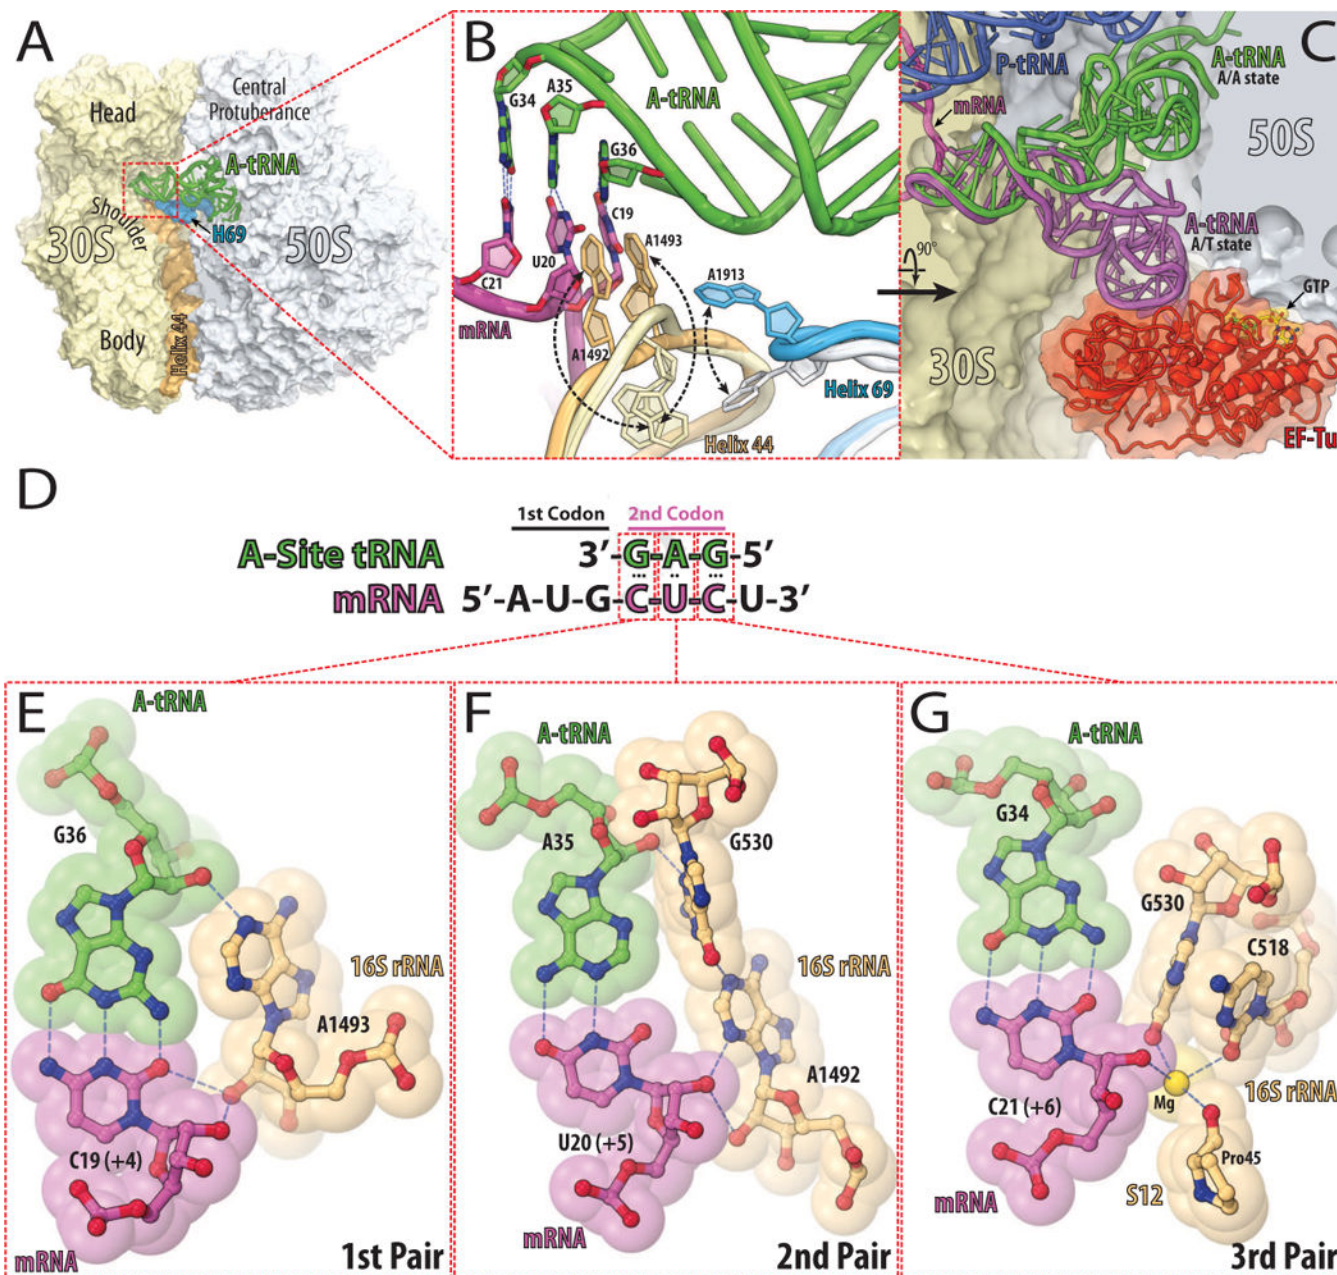 A
Head
Central
Protuberance
A-tRNA
Shoulder
H69
30S
50S
Body
Helix 44
B
A35
G34
A-tRNA
G36
C19
A1493
U20
C21
A1913
mRNA
A1492
Helix 69
Helix 44
C
P-tRNA
A-tRNA
A/A state
mRNA
50S
A-tRNA
A/T state
90°
GTP
30S
EF-Tu
D
1st Codon 2nd Codon
A-Site tRNA 3′-G-A-G-5′
mRNA 5′-A-U-G-C-U-C-U-3′
E
A-tRNA
G36
16S rRNA
A1493
C19 (+4)
mRNA
1st Pair
F
A-tRNA
A35
G530
16S rRNA
A1492
U20 (+5)
mRNA
2nd Pair
G
A-tRNA
G34
G530
C518
16S rRNA
Mg
C21 (+6)
Pro45
mRNA
S12
3rd Pair